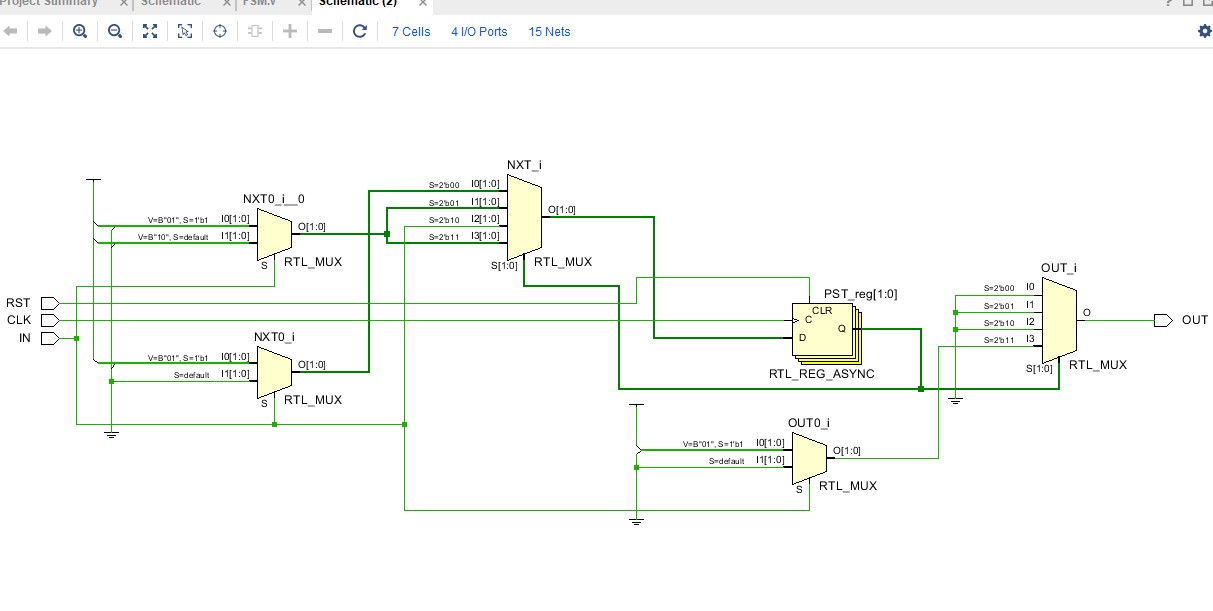 Project Summary × Schematic × FSM.v × Schematic (2) × ?
7 Cells 4 I/O Ports 15 Nets
NXT_i
S=2'b00 I0[1:0]
NXT0_i__0
S=2'b01 I1[1:0]
O[1:0]
V=B"01", S=1'b1 I0[1:0]
S=2'b10 I2[1:0]
O[1:0]
V=B"10", S=default I1[1:0]
S=2'b11 I3[1:0]
S RTL_MUX
S[1:0] RTL_MUX
OUT_i
PST_reg[1:0]
S=2'b00 I0
RST
CLR
S=2'b01 I1
O
CLK
C
Q
S=2'b10 I2
OUT
IN
D
S=2'b11 I3
NXT0_i
V=B"01", S=1'b1 I0[1:0]
O[1:0]
S[1:0] RTL_MUX
S=default I1[1:0]
RTL_REG_ASYNC
S RTL_MUX
OUT0_i
V=B"01", S=1'b1 I0[1:0]
O[1:0]
S=default I1[1:0]
S RTL_MUX